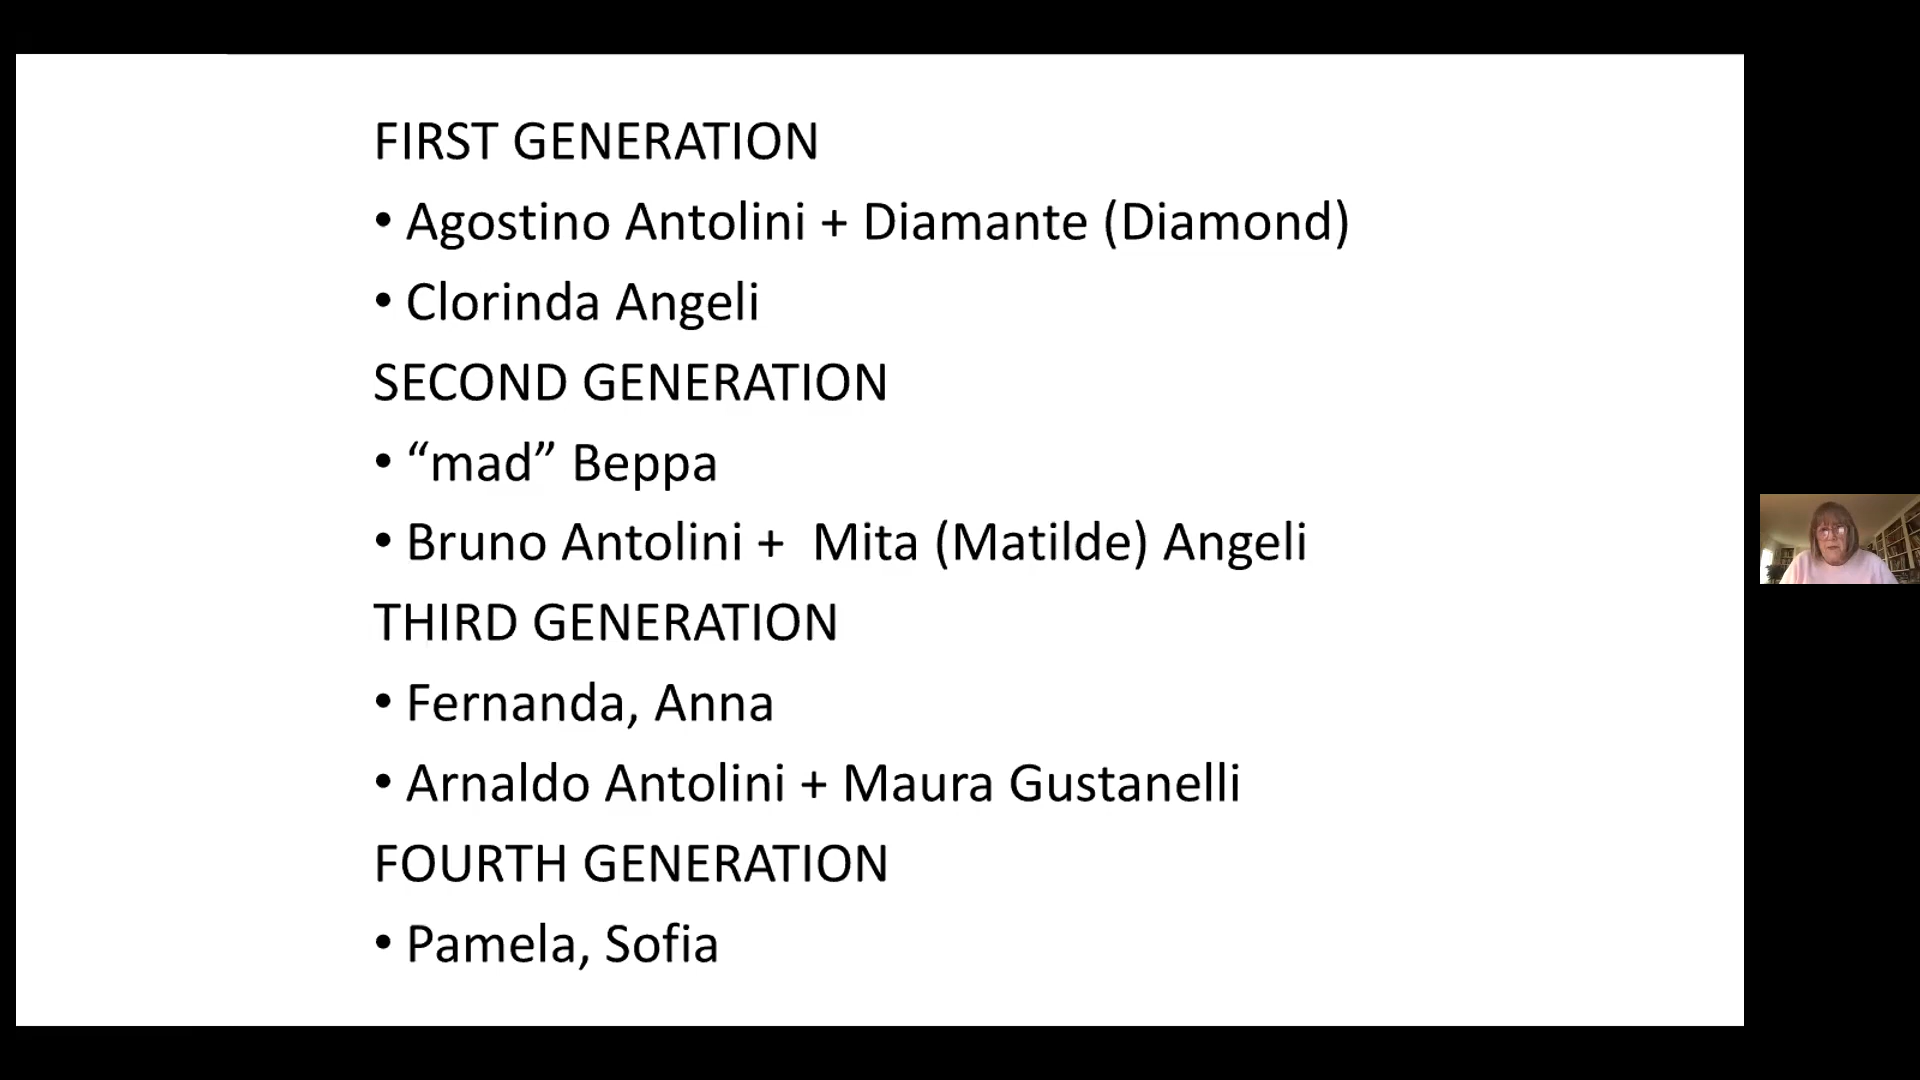 FIRST GENERATION
• Agostino Antolini + Diamante (Diamond)
• Clorinda Angeli
SECOND GENERATION
• “mad” Beppa
• Bruno Antolini +  Mita (Matilde) Angeli
THIRD GENERATION
• Fernanda, Anna
• Arnaldo Antolini + Maura Gustanelli
FOURTH GENERATION
• Pamela, Sofia